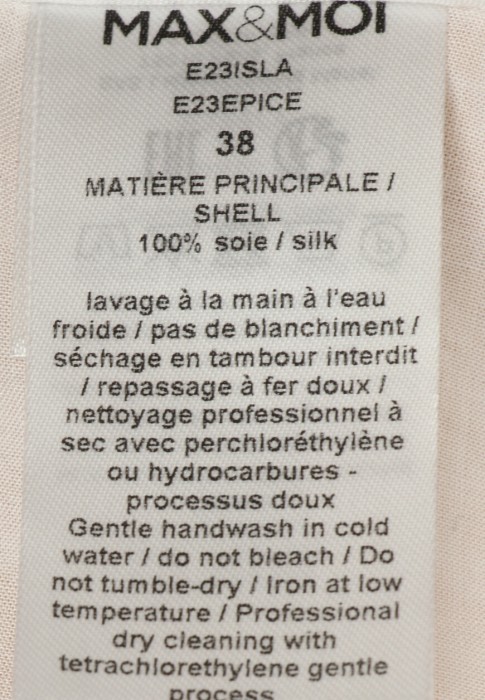 MAX&MOI
E23ISLA
E23EPICE
38
MATIÈRE PRINCIPALE /
SHELL
100% soie / silk
lavage à la main à l'eau
froide / pas de blanchiment /
séchage en tambour interdit
/ repassage à fer doux /
nettoyage professionnel à
sec avec perchloréthylène
ou hydrocarbures -
processus doux
Gentle handwash in cold
water / do not bleach / Do
not tumble-dry / Iron at low
temperature / Professional
dry cleaning with
tetrachlorethylene gentle
process